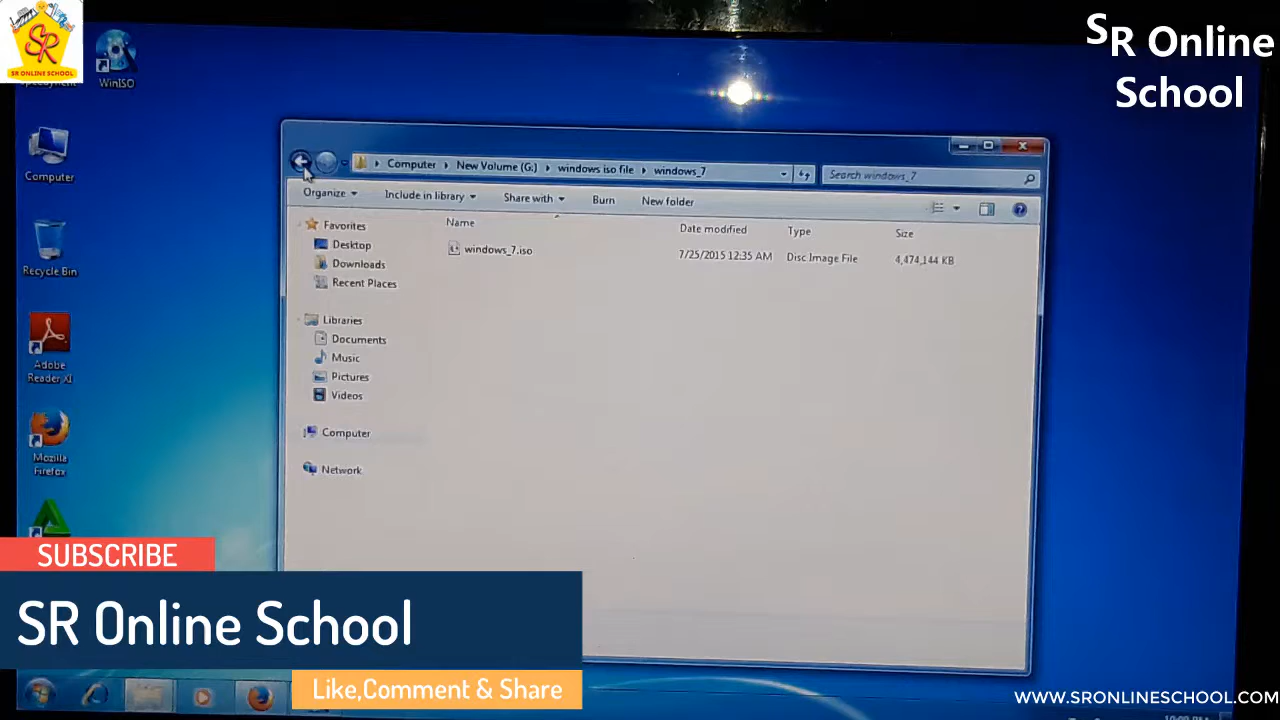 SR
SR ONLINE SCHOOL
SR Online
School
WinISO
Computer
Recycle Bin
Adobe
Reader XI
Mozilla
Firefox
Computer
New Volume (G:)
windows iso file
windows_7
Search windows_7
Organize
Include in library
Share with
Burn
New folder
Name
Date modified
Type
Size
windows_7.iso
7/25/2015 12:35 AM
Disc Image File
4,474,144 KB
Favorites
Desktop
Downloads
Recent Places
Libraries
Documents
Music
Pictures
Videos
Computer
Network
SUBSCRIBE
SR Online School
Like,Comment & Share
WWW.SRONLINESCHOOL.COM